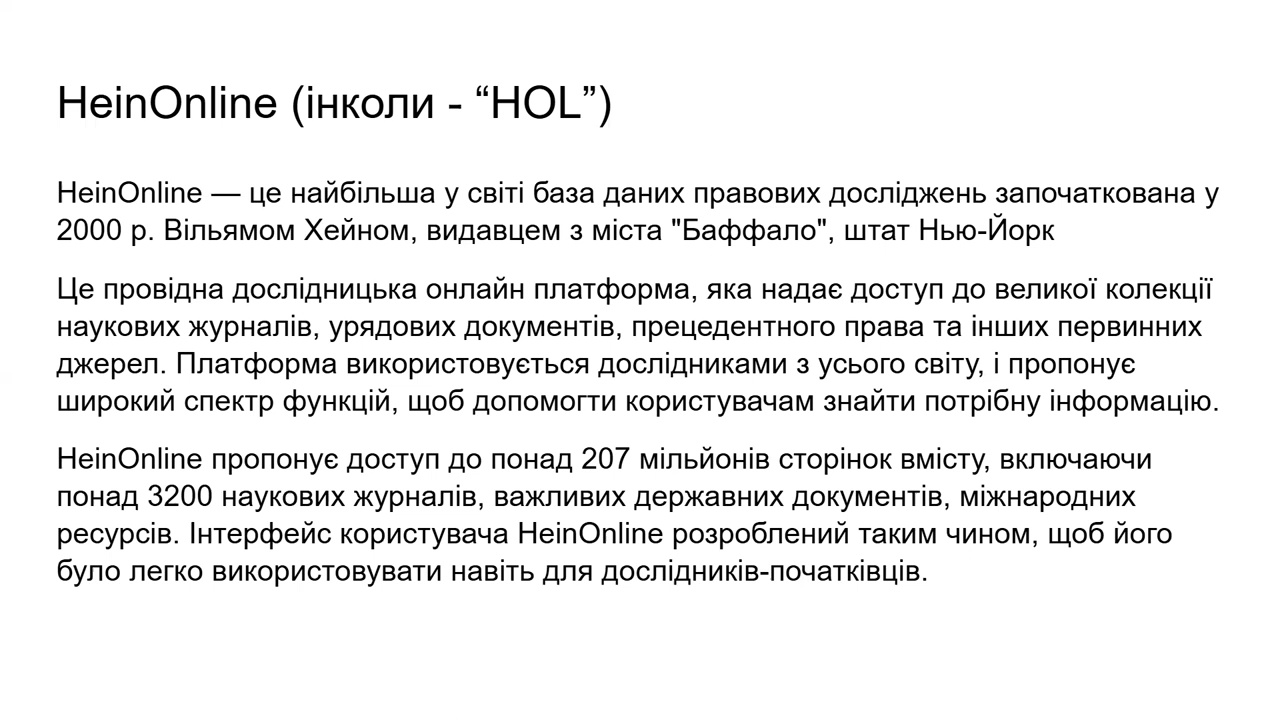 HeinOnline (інколи - “HOL”)
HeinOnline — це найбільша у світі база даних правових досліджень започаткована у
2000 р. Вільямом Хейном, видавцем з міста "Баффало", штат Нью-Йорк
Це провідна дослідницька онлайн платформа, яка надає доступ до великої колекції
наукових журналів, урядових документів, прецедентного права та інших первинних
джерел. Платформа використовується дослідниками з усього світу, і пропонує
широкий спектр функцій, щоб допомогти користувачам знайти потрібну інформацію.
HeinOnline пропонує доступ до понад 207 мільйонів сторінок вмісту, включаючи
понад 3200 наукових журналів, важливих державних документів, міжнародних
ресурсів. Інтерфейс користувача HeinOnline розроблений таким чином, щоб його
було легко використовувати навіть для дослідників-початківців.